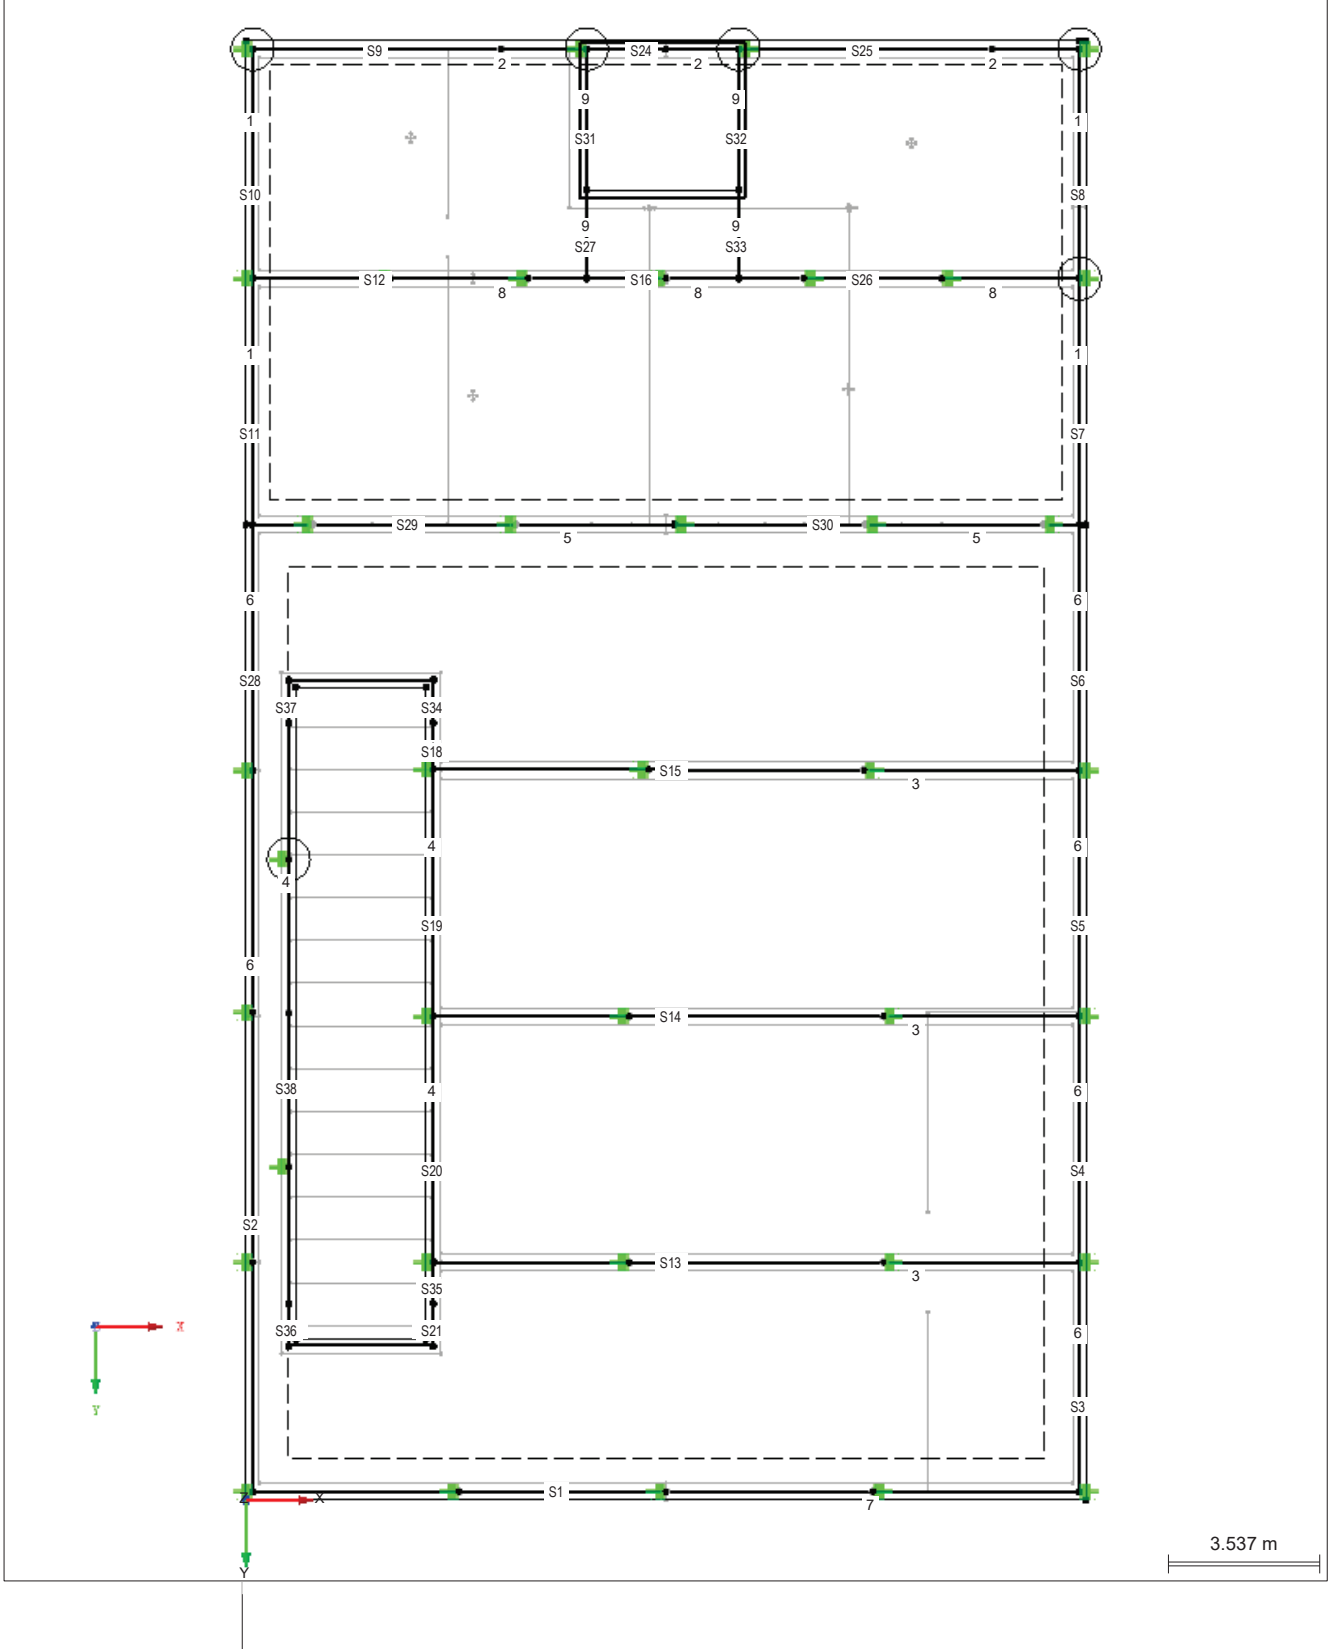 S9 S24 S25
2 2 2
9 9
1 1
S31 S32
S10 S8
9 9
S27 S33
S12 S16 S26
8 8 8
1 1
S11 S7
S29 S30
5 5
6 6
S28 S6
S37 S34
S18
S15
3
4 6
4
S19 S5
6
S14
3
S38 4 6
S20 S4
S2
S13
3
S35
X
S36 S21 6
Y
S3
S1
Z X
7
3.537 m
Y